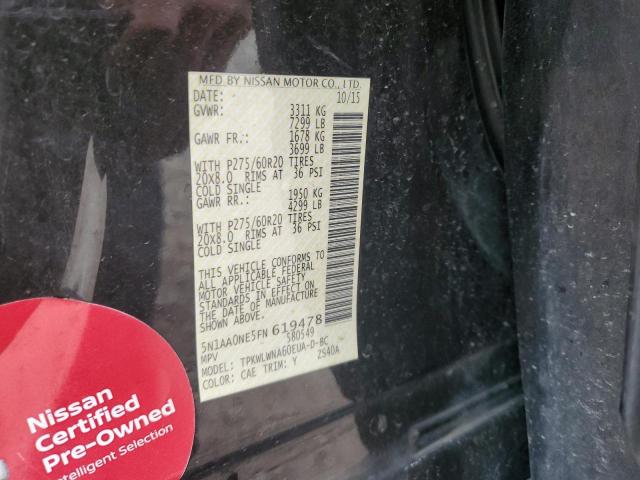 MFD BY NISSAN MOTOR CO., LTD.
DATE: 10/15
GVWR: 3311 KG
7299 LB
GAWR FR.: 1678 KG
3699 LB
WITH P275/60R20 TIRES
20X8.0 RIMS AT 36 PSI
COLD SINGLE
GAWR RR.: 1950 KG
4299 LB
WITH P275/60R20 TIRES
20X8.0 RIMS AT 36 PSI
COLD SINGLE
THIS VEHICLE CONFORMS TO
ALL APPLICABLE FEDERAL
MOTOR VEHICLE SAFETY
STANDARDS IN EFFECT ON
THE DATE OF MANUFACTURE
SHOWN ABOVE.
5N1AA0NE5FN 619478
MPV 580549
MODEL: TPKWLWNA60EUA-D-BC
COLOR: CAE TRIM: Y ZS40A
Nissan
Certified
Pre-Owned
Intelligent Selection